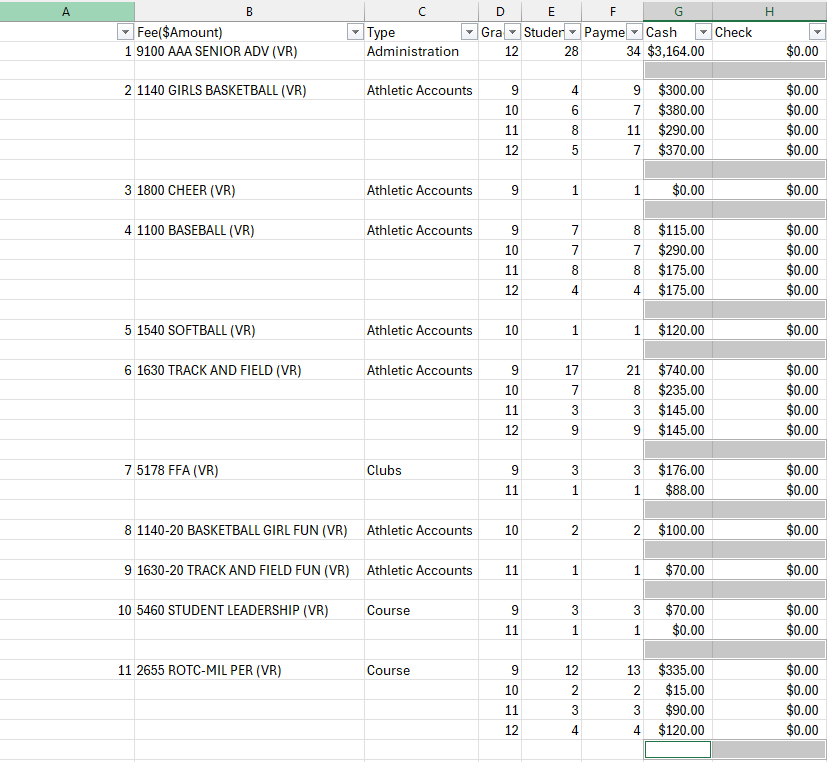 A B C D E F G H
Fee($Amount) Type Gra Studen Payme Cash Check
1 9100 AAA SENIOR ADV (VR) Administration 12 28 34 $3,164.00 $0.00
2 1140 GIRLS BASKETBALL (VR) Athletic Accounts 9 4 9 $300.00 $0.00
10 6 7 $380.00 $0.00
11 8 11 $290.00 $0.00
12 5 7 $370.00 $0.00
3 1800 CHEER (VR) Athletic Accounts 9 1 1 $0.00 $0.00
4 1100 BASEBALL (VR) Athletic Accounts 9 7 8 $115.00 $0.00
10 7 7 $290.00 $0.00
11 8 8 $175.00 $0.00
12 4 4 $175.00 $0.00
5 1540 SOFTBALL (VR) Athletic Accounts 10 1 1 $120.00 $0.00
6 1630 TRACK AND FIELD (VR) Athletic Accounts 9 17 21 $740.00 $0.00
10 7 8 $235.00 $0.00
11 3 3 $145.00 $0.00
12 9 9 $145.00 $0.00
7 5178 FFA (VR) Clubs 9 3 3 $176.00 $0.00
11 1 1 $88.00 $0.00
8 1140-20 BASKETBALL GIRL FUN (VR) Athletic Accounts 10 2 2 $100.00 $0.00
9 1630-20 TRACK AND FIELD FUN (VR) Athletic Accounts 11 1 1 $70.00 $0.00
10 5460 STUDENT LEADERSHIP (VR) Course 9 3 3 $70.00 $0.00
11 1 1 $0.00 $0.00
11 2655 ROTC-MIL PER (VR) Course 9 12 13 $335.00 $0.00
10 2 2 $15.00 $0.00
11 3 3 $90.00 $0.00
12 4 4 $120.00 $0.00